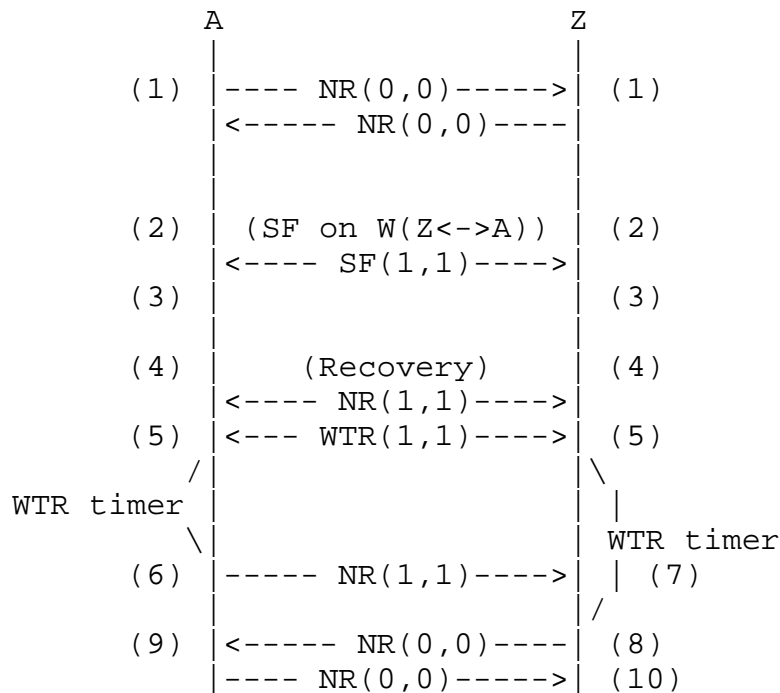 A Z
| |
(1) |---- NR(0,0)----->| (1)
|<----- NR(0,0)----|
| |
| |
(2) | (SF on W(Z<->A)) | (2)
|<---- SF(1,1)---->|
(3) | | (3)
| |
(4) | (Recovery) | (4)
|<---- NR(1,1)---->|
(5) |<--- WTR(1,1)---->| (5)
/| |\
WTR timer | | |
\| | WTR timer
(6) |----- NR(1,1)---->| | (7)
| | /
(9) |<----- NR(0,0)----| (8)
|---- NR(0,0)----->| (10)